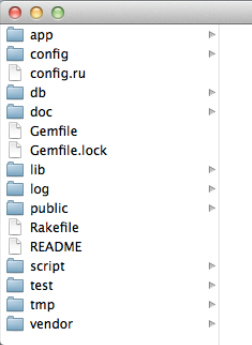 app
config
config.ru
db
doc
Gemfile
Gemfile.lock
lib
log
public
Rakefile
README
script
test
tmp
vendor